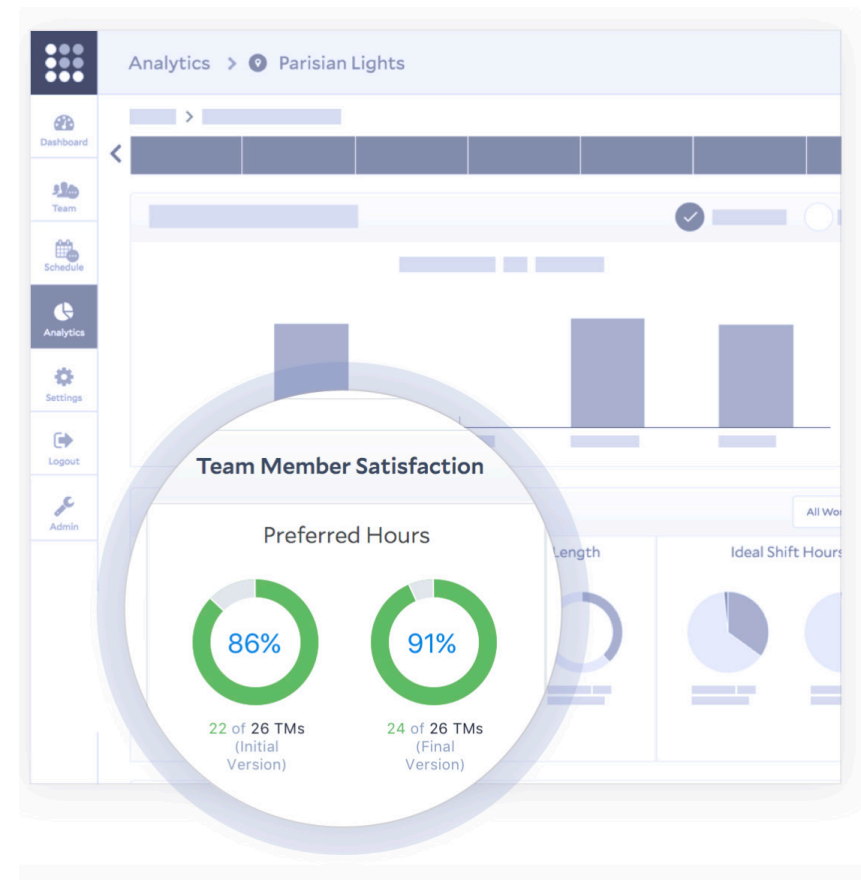 Analytics > Parisian Lights
Dashboard
Team
Schedule
Analytics
Settings
Logout
Admin
Team Member Satisfaction
All
Preferred Hours
Length
Ideal Shift Hours
86%
91%
22 of 26 TMs
(Initial
Version)
24 of 26 TMs
(Final
Version)